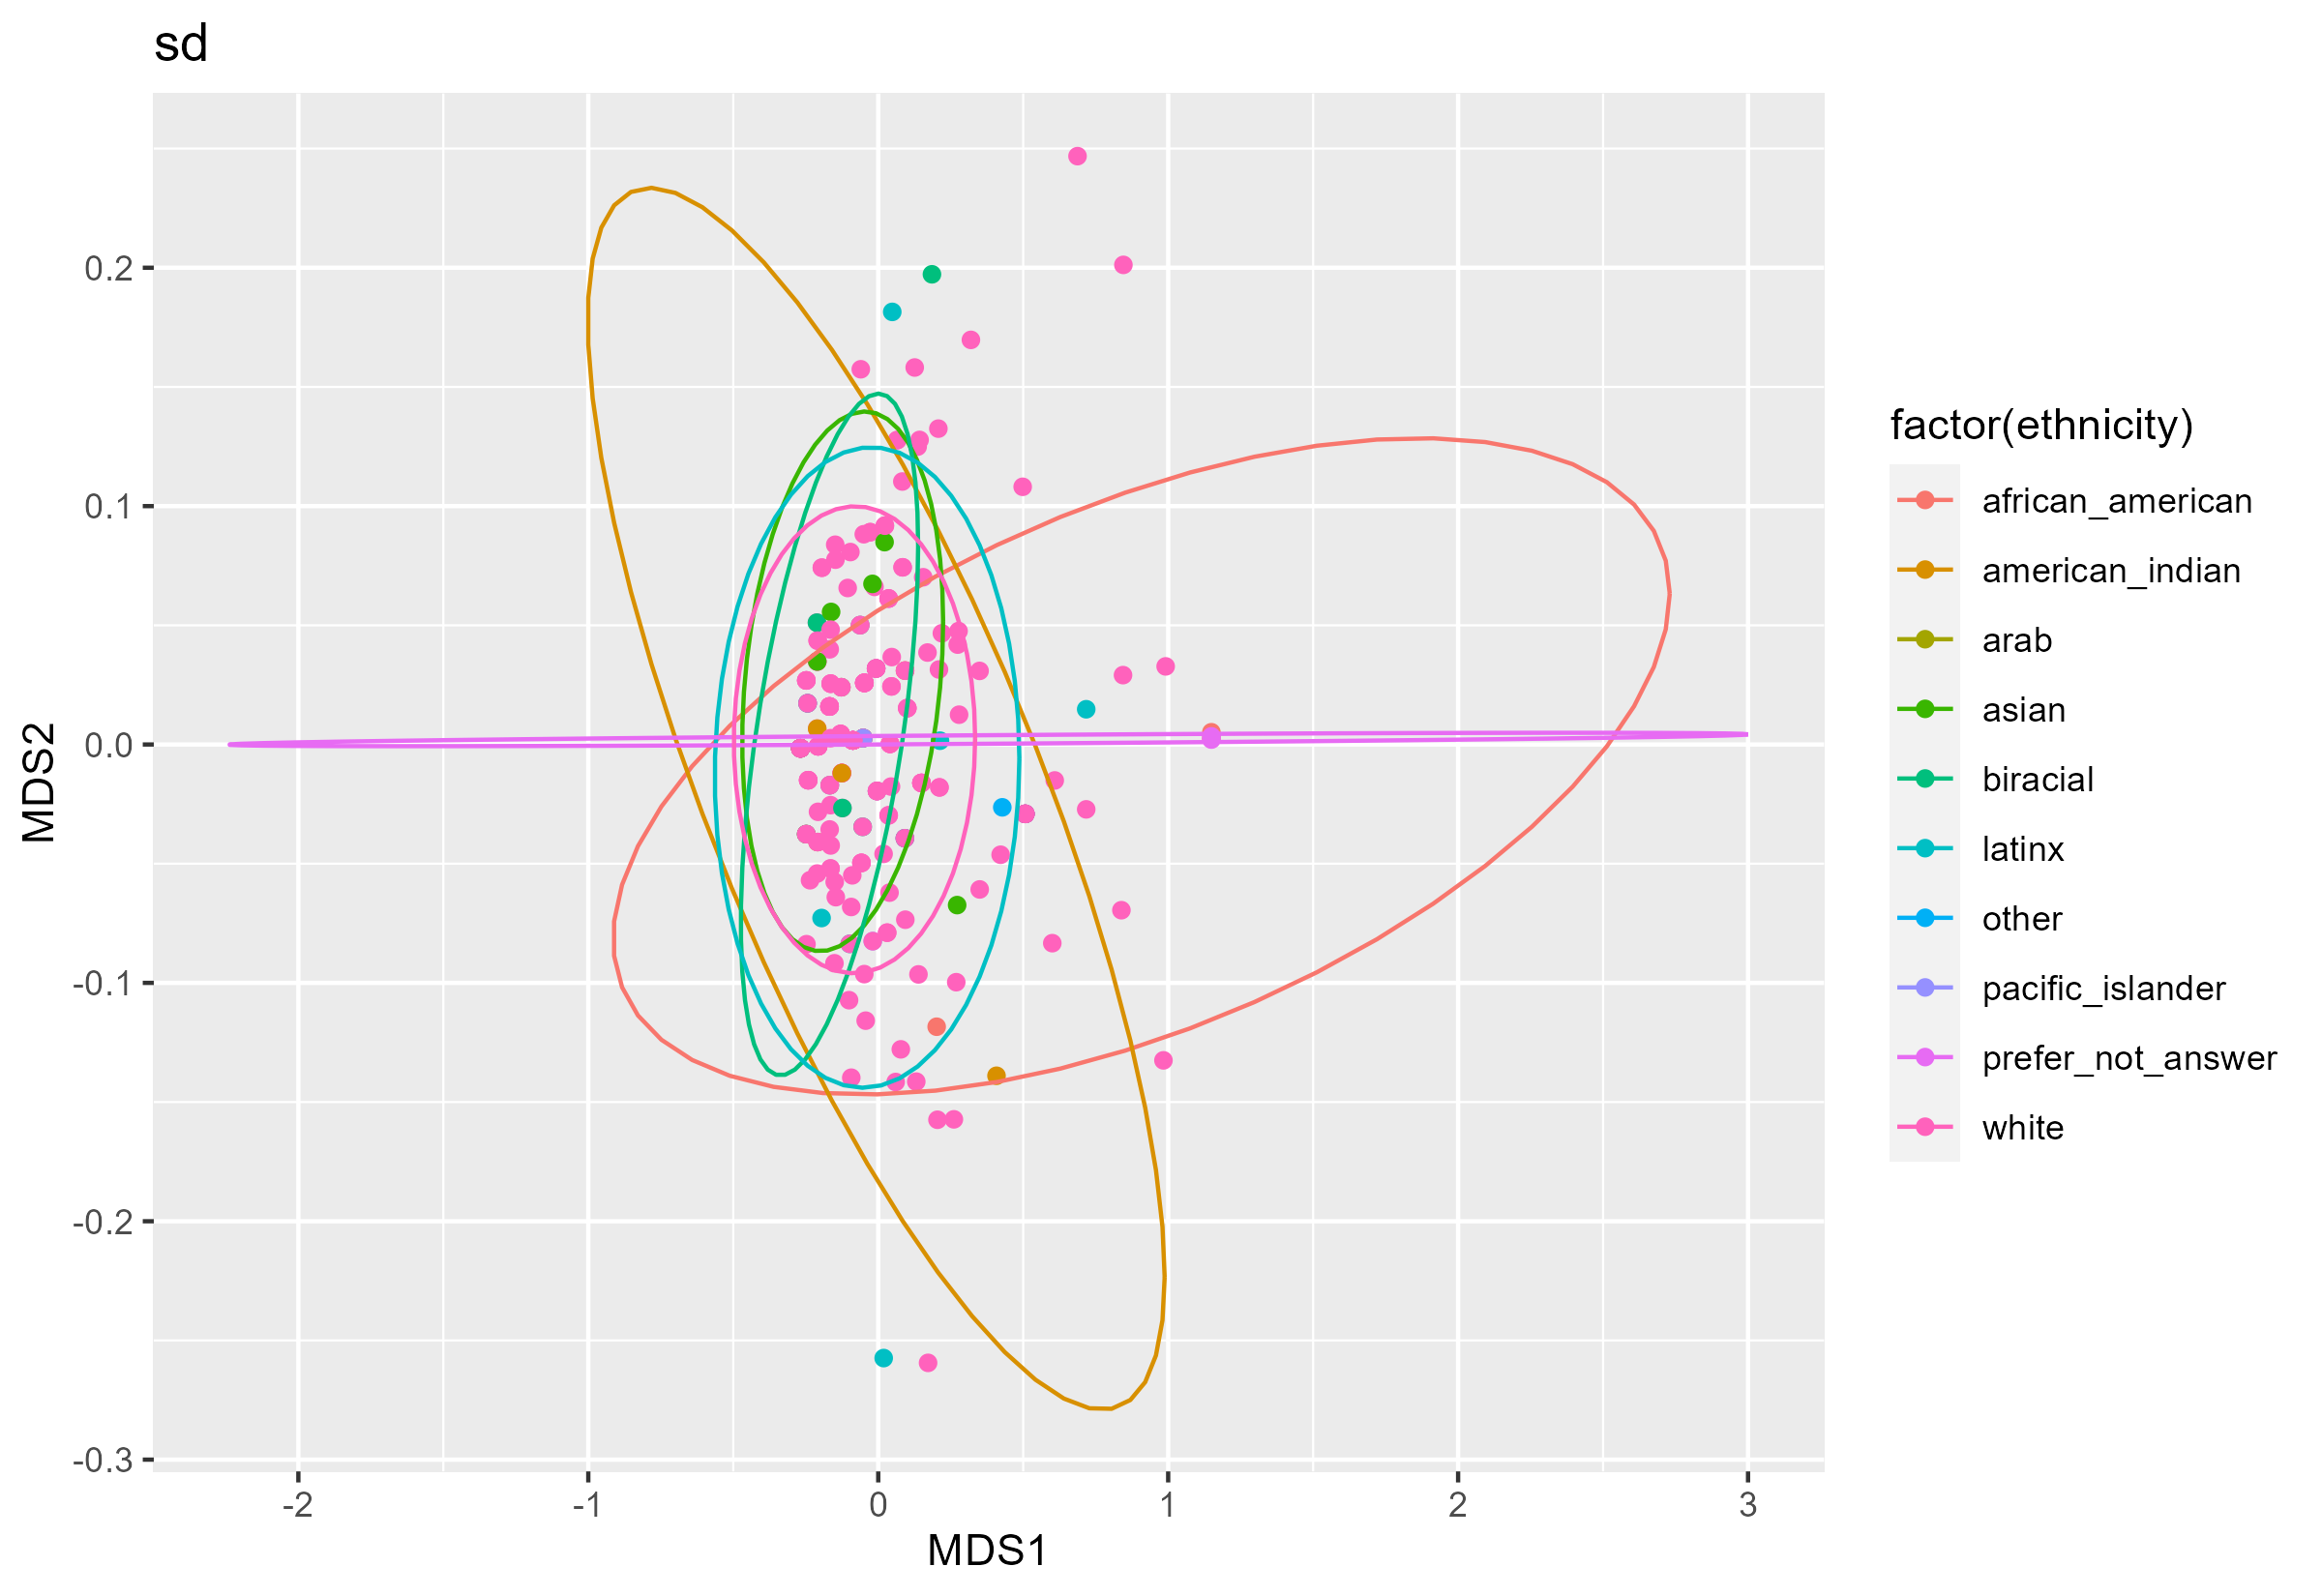 sd
0.2
0.1
0.0
-0.1
-0.2
-0.3
MDS2
-2
-1
0
1
2
3
MDS1
factor(ethnicity)
african_american
american_indian
arab
asian
biracial
latinx
other
pacific_islander
prefer_not_answer
white